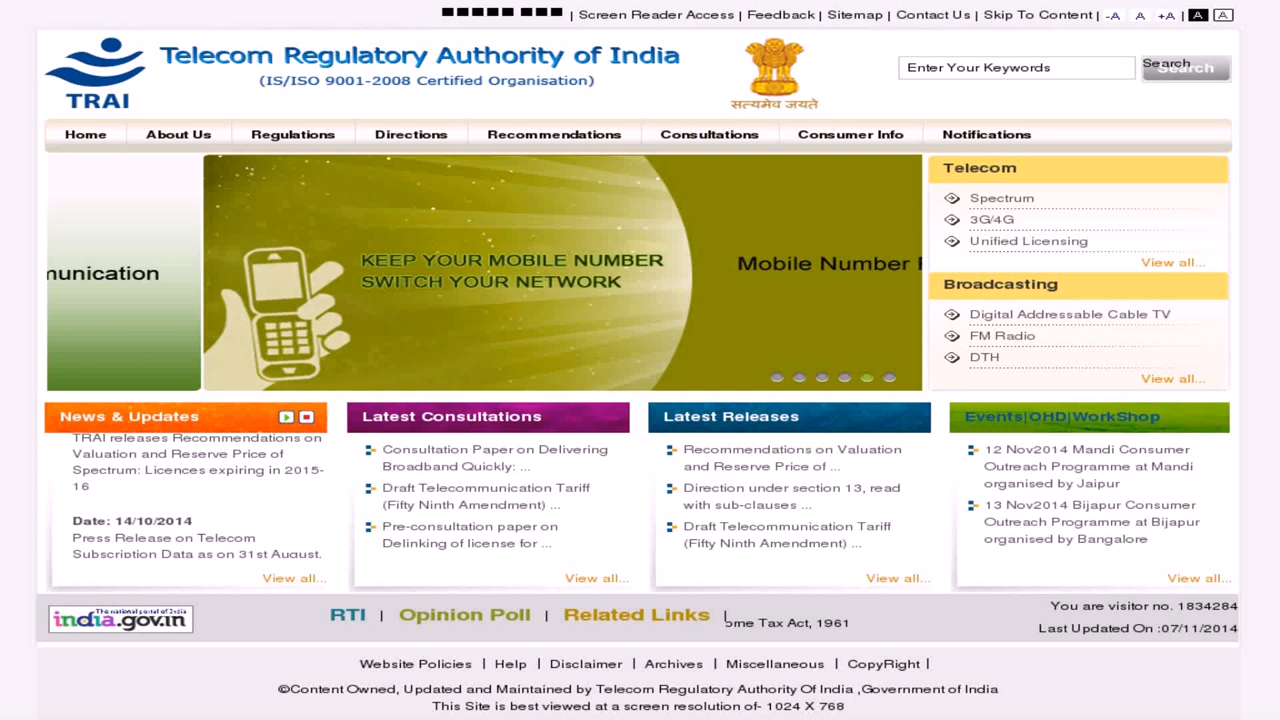 | Screen Reader Access | Feedback | Sitemap | Contact Us | Skip To Content | -A A +A | A A
Telecom Regulatory Authority of India
(IS/ISO 9001-2008 Certified Organisation)
TRAI
सत्यमेव जयते
Enter Your Keywords
Search
Search
Home About Us Regulations Directions Recommendations Consultations Consumer Info Notifications
munication
KEEP YOUR MOBILE NUMBER
SWITCH YOUR NETWORK
Mobile Number
Telecom
Spectrum
3G/4G
Unified Licensing
View all...
Broadcasting
Digital Addressable Cable TV
FM Radio
DTH
View all...
News & Updates
TRAI releases Recommendations on
Valuation and Reserve Price of
Spectrum: Licences expiring in 2015-
16
Date: 14/10/2014
Press Release on Telecom
Subscription Data as on 31st August.
View all...
Latest Consultations
Consultation Paper on Delivering
Broadband Quickly: ...
Draft Telecommunication Tariff
(Fifty Ninth Amendment) ...
Pre-consultation paper on
Delinking of license for ...
View all...
Latest Releases
Recommendations on Valuation
and Reserve Price of ...
Direction under section 13, read
with sub-clauses ...
Draft Telecommunication Tariff
(Fifty Ninth Amendment) ...
View all...
Events|OHD|WorkShop
12 Nov2014 Mandi Consumer
Outreach Programme at Mandi
organised by Jaipur
13 Nov2014 Bijapur Consumer
Outreach Programme at Bijapur
organised by Bangalore
View all...
The national portal of India
india.gov.in
RTI | Opinion Poll | Related Links |
ome Tax Act, 1961
You are visitor no. 1834284
Last Updated On :07/11/2014
Website Policies | Help | Disclaimer | Archives | Miscellaneous | CopyRight |
©Content Owned, Updated and Maintained by Telecom Regulatory Authority Of India ,Government of India
This Site is best viewed at a screen resolution of- 1024 X 768